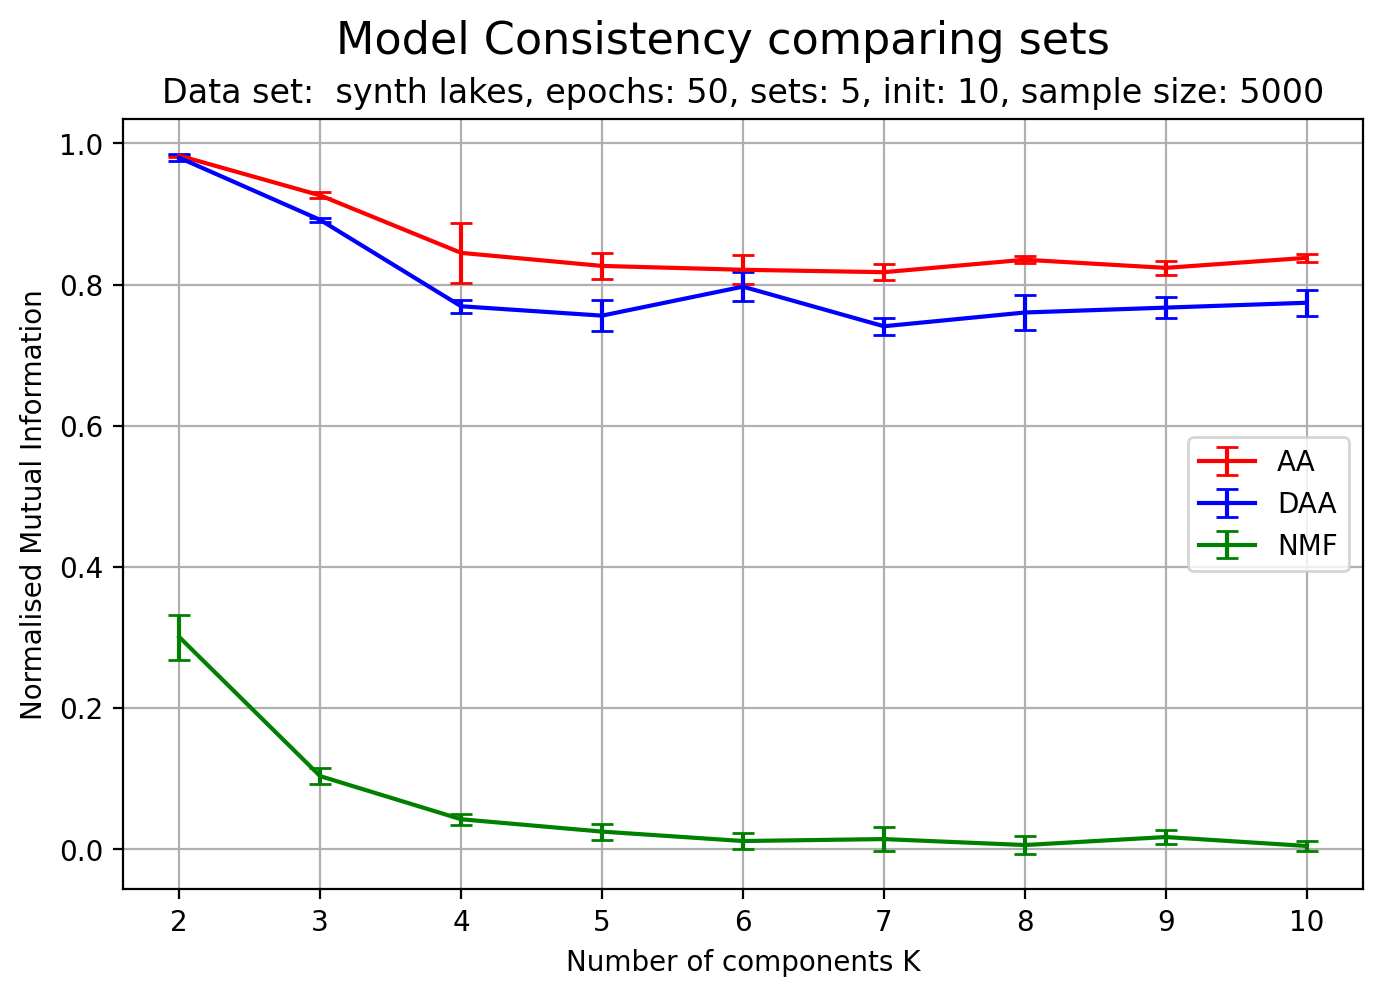 Model Consistency comparing sets
Data set:  synth lakes, epochs: 50, sets: 5, init: 10, sample size: 5000
Normalised Mutual Information
1.0
0.8
0.6
0.4
0.2
0.0
AA
DAA
NMF
2 3 4 5 6 7 8 9 10
Number of components K